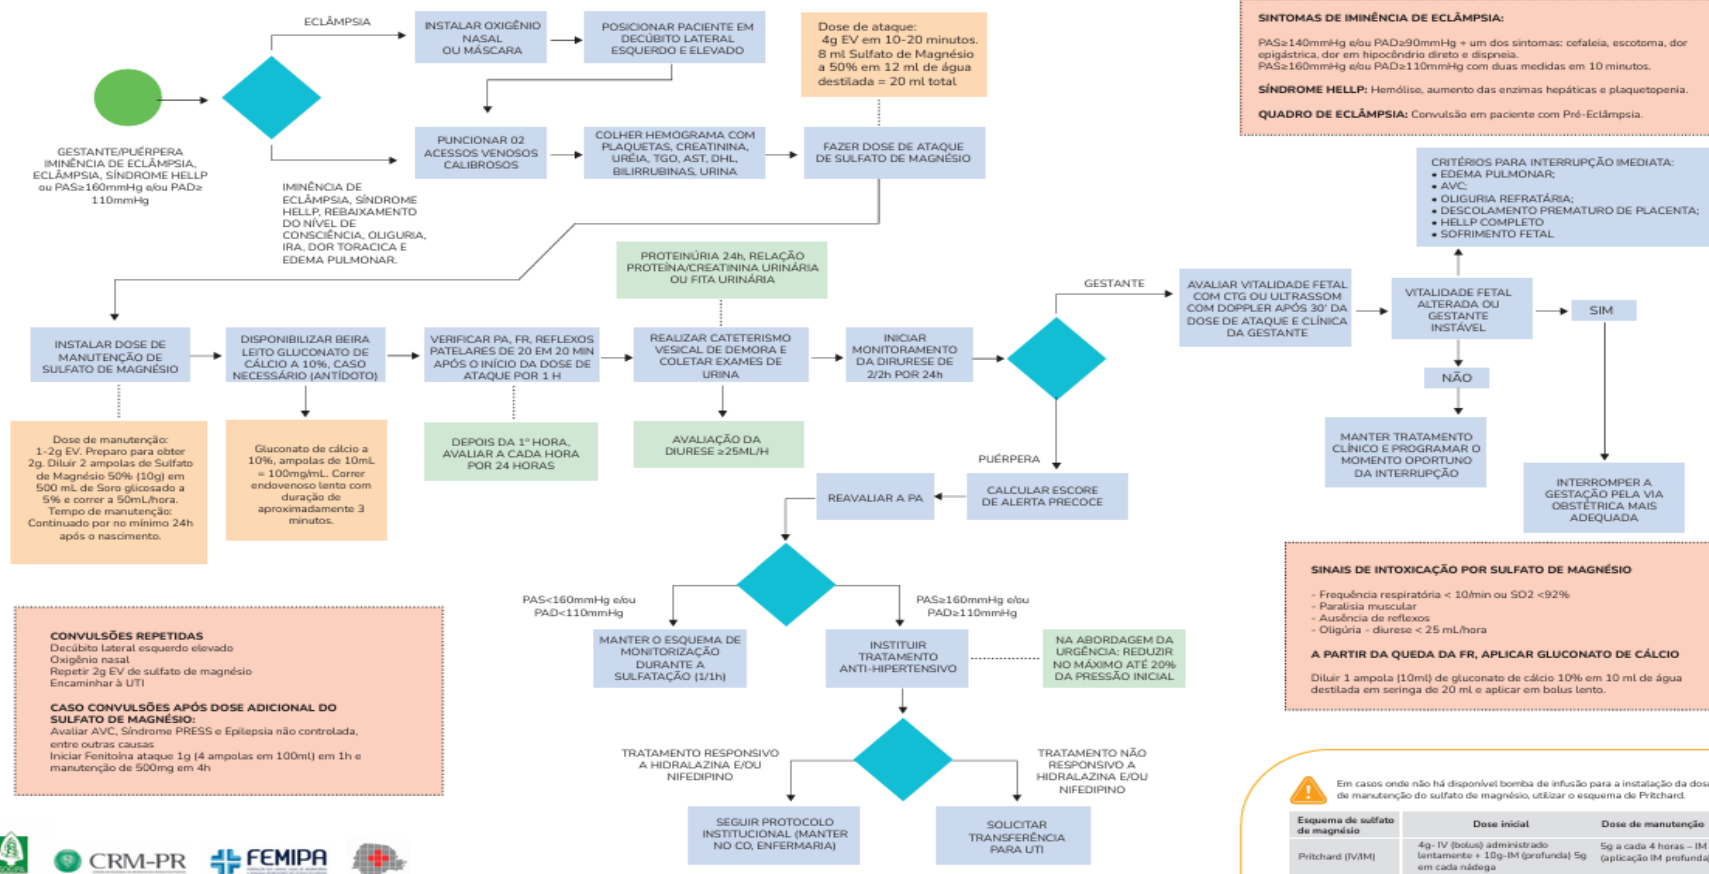 ECLÂMPSIA
INSTALAR OXIGÊNIO
NASAL
OU MÁSCARA
POSICIONAR PACIENTE EM
DECÚBITO LATERAL
ESQUERDO E ELEVADO
Dose de ataque:
4g EV em 10-20 minutos.
8 ml Sulfato de Magnésio
a 50% em 12 ml de água
destilada = 20 ml total
SINTOMAS DE IMINÊNCIA DE ECLÂMPSIA:
PAS≥140mmHg e/ou PAD≥90mmHg + um dos sintomas: cefaleia, escotoma, dor
epigástrica, dor em hipocôndrio direto e dispneia.
PAS≥160mmHg e/ou PAD≥110mmHg com duas medidas em 10 minutos.
SÍNDROME HELLP: Hemólise, aumento das enzimas hepáticas e plaquetopenia.
QUADRO DE ECLÂMPSIA: Convulsão em paciente com Pré-Eclâmpsia.
GESTANTE/PUÉRPERA
IMINÊNCIA DE ECLÂMPSIA,
ECLÂMPSIA, SÍNDROME HELLP
ou PAS≥160mmHg e/ou PAD≥
110mmHg
IMINÊNCIA DE
ECLÂMPSIA, SÍNDROME
HELLP, REBAIXAMENTO
DO NÍVEL DE
CONSCIÊNCIA, OLIGURIA,
IRA, DOR TORACICA E
EDEMA PULMONAR.
PUNCIONAR 02
ACESSOS VENOSOS
CALIBROSOS
COLHER HEMOGRAMA COM
PLAQUETAS, CREATININA,
URÉIA, TGO, AST, DHL,
BILIRRUBINAS, URINA
FAZER DOSE DE ATAQUE
DE SULFATO DE MAGNÉSIO
CRITÉRIOS PARA INTERRUPÇÃO IMEDIATA:
• EDEMA PULMONAR;
• AVC;
• OLIGURIA REFRATÁRIA;
• DESCOLAMENTO PREMATURO DE PLACENTA;
• HELLP COMPLETO
• SOFRIMENTO FETAL
PROTEINÚRIA 24h, RELAÇÃO
PROTEÍNA/CREATININA URINÁRIA
OU FITA URINÁRIA
INSTALAR DOSE DE
MANUTENÇÃO DE
SULFATO DE MAGNÉSIO
DISPONIBILIZAR BEIRA
LEITO GLUCONATO DE
CÁLCIO A 10%, CASO
NECESSÁRIO (ANTÍDOTO)
VERIFICAR PA, FR, REFLEXOS
PATELARES DE 20 EM 20 MIN
APÓS O INÍCIO DA DOSE DE
ATAQUE POR 1 H
REALIZAR CATETERISMO
VESICAL DE DEMORA E
COLETAR EXAMES DE
URINA
INICIAR
MONITORAMENTO
DA DIRURESE DE
2/2h POR 24h
GESTANTE
AVALIAR VITALIDADE FETAL
COM CTG OU ULTRASSOM
COM DOPPLER APÓS 30' DA
DOSE DE ATAQUE E CLÍNICA
DA GESTANTE
VITALIDADE FETAL
ALTERADA OU
GESTANTE
INSTÁVEL
SIM
NÃO
MANTER TRATAMENTO
CLÍNICO E PROGRAMAR O
MOMENTO OPORTUNO
DA INTERRUPÇÃO
INTERROMPER A
GESTAÇÃO PELA VIA
OBSTÉTRICA MAIS
ADEQUADA
Dose de manutenção:
1-2g EV. Preparo para obter
2g. Diluir 2 ampolas de Sulfato
de Magnésio 50% (10g) em
500 mL de Soro glicosado a
5% e correr a 50mL/hora.
Tempo de manutenção:
Continuado por no mínimo 24h
após o nascimento.
Gluconato de cálcio a
10%, ampolas de 10mL
= 100mg/mL. Correr
endovenoso lento com
duração de
aproximadamente 3
minutos.
DEPOIS DA 1º HORA,
AVALIAR A CADA HORA
POR 24 HORAS
AVALIAÇÃO DA
DIURESE ≥25ML/H
PUÉRPERA
CALCULAR ESCORE
DE ALERTA PRECOCE
REAVALIAR A PA
PAS<160mmHg e/ou
PAD<110mmHg
PAS≥160mmHg e/ou
PAD≥110mmHg
MANTER O ESQUEMA DE
MONITORIZAÇÃO
DURANTE A
SULFATAÇÃO (1/1h)
INSTITUIR
TRATAMENTO
ANTI-HIPERTENSIVO
NA ABORDAGEM DA
URGÊNCIA: REDUZIR
NO MÁXIMO ATÉ 20%
DA PRESSÃO INICIAL
TRATAMENTO RESPONSIVO
A HIDRALAZINA E/OU
NIFEDIPINO
TRATAMENTO NÃO
RESPONSIVO A
HIDRALAZINA E/OU
NIFEDIPINO
SEGUIR PROTOCOLO
INSTITUCIONAL (MANTER
NO CO, ENFERMARIA)
SOLICITAR
TRANSFERÊNCIA
PARA UTI
CONVULSÕES REPETIDAS
Decúbito lateral esquerdo elevado
Oxigênio nasal
Repetir 2g EV de sulfato de magnésio
Encaminhar à UTI
CASO CONVULSÕES APÓS DOSE ADICIONAL DO
SULFATO DE MAGNÉSIO:
Avaliar AVC, Síndrome PRESS e Epilepsia não controlada,
entre outras causas
Iniciar Fenitoína ataque 1g (4 ampolas em 100ml) em 1h e
manutenção de 500mg em 4h
SINAIS DE INTOXICAÇÃO POR SULFATO DE MAGNÉSIO
- Frequência respiratória < 10/min ou SO2 <92%
- Paralisia muscular
- Ausência de reflexos
- Oligúria - diurese < 25 mL/hora
A PARTIR DA QUEDA DA FR, APLICAR GLUCONATO DE CÁLCIO
Diluir 1 ampola (10ml) de gluconato de cálcio 10% em 10 ml de água
destilada em seringa de 20 ml e aplicar em bolus lento.
Em casos onde não há disponível bomba de infusão para a instalação da dose
de manutenção do sulfato de magnésio, utilizar o esquema de Pritchard.
Esquema de sulfato
de magnésio
Dose inicial
Dose de manutenção
Pritchard (IV/IM)
4g- IV (bolus) administrado
lentamente + 10g-IM (profunda) 5g
em cada nádega
5g a cada 4 horas – IM
(aplicação IM profunda)
CRM-PR
FEMIPA